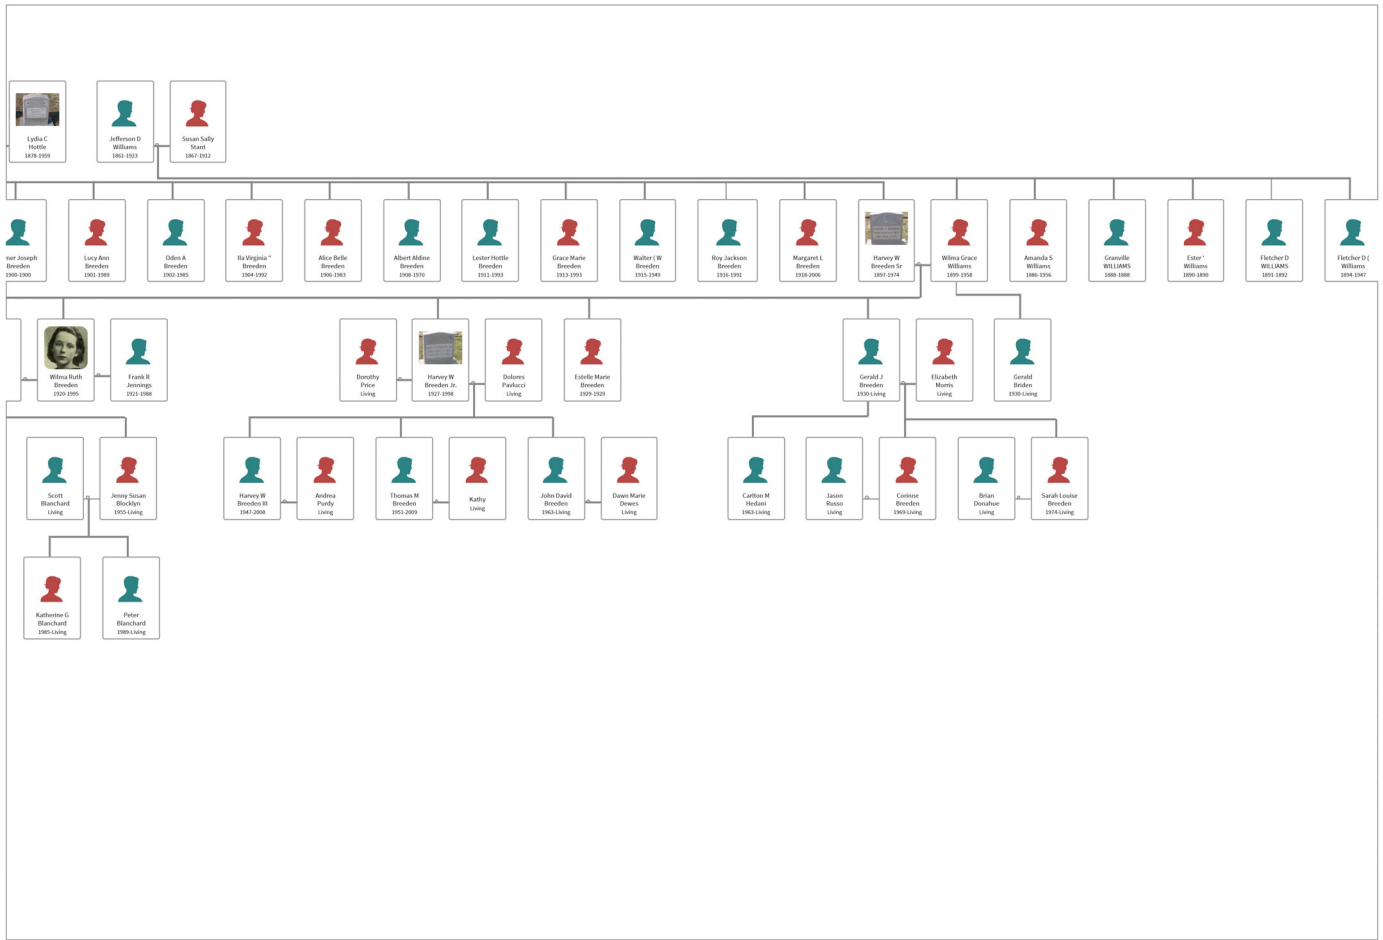 Lydia C
Hottle
1878-1959
Jefferson D
Williams
1861-1923
Susan Sally
Stant
1867-1912
ner Joseph
Breeden
1900-1900
Lucy Ann
Breeden
1901-1989
Oden A
Breeden
1902-1985
Ila Virginia "
Breeden
1904-1992
Alice Belle
Breeden
1906-1983
Albert Aldine
Breeden
1908-1970
Lester Hottle
Breeden
1911-1993
Grace Marie
Breeden
1913-1993
Walter ( W
Breeden
1915-1949
Roy Jackson
Breeden
1916-1991
Margaret L
Breeden
1918-2006
Harvey W
Breeden Sr
1897-1974
Wilma Grace
Williams
1899-1958
Amanda S
Williams
1886-1956
Granville
WILLIAMS
1888-1888
Ester '
Williams
1890-1890
Fletcher D
WILLIAMS
1891-1892
Fletcher D (
Williams
1894-1947
Wilma Ruth
Breeden
1920-1995
Frank R
Jennings
1921-1988
Dorothy
Price
Living
Harvey W
Breeden Jr.
1927-1998
Dolores
Pavlucci
Living
Estelle Marie
Breeden
1929-1929
Gerald J
Breeden
1930-Living
Elizabeth
Morris
Living
Gerald
Briden
1930-Living
Scott
Blanchard
Living
Jenny Susan
Blocklyn
1955-Living
Harvey W
Breeden III
1947-2008
Andrea
Purdy
Living
Thomas M
Breeden
1951-2009
Kathy
Living
John David
Breeden
1963-Living
Dawn Marie
Dewes
Living
Carlton M
Hedani
1963-Living
Jason
Russo
Living
Corinne
Breeden
1969-Living
Brian
Donahue
Living
Sarah Louise
Breeden
1974-Living
Katherine G
Blanchard
1985-Living
Peter
Blanchard
1989-Living